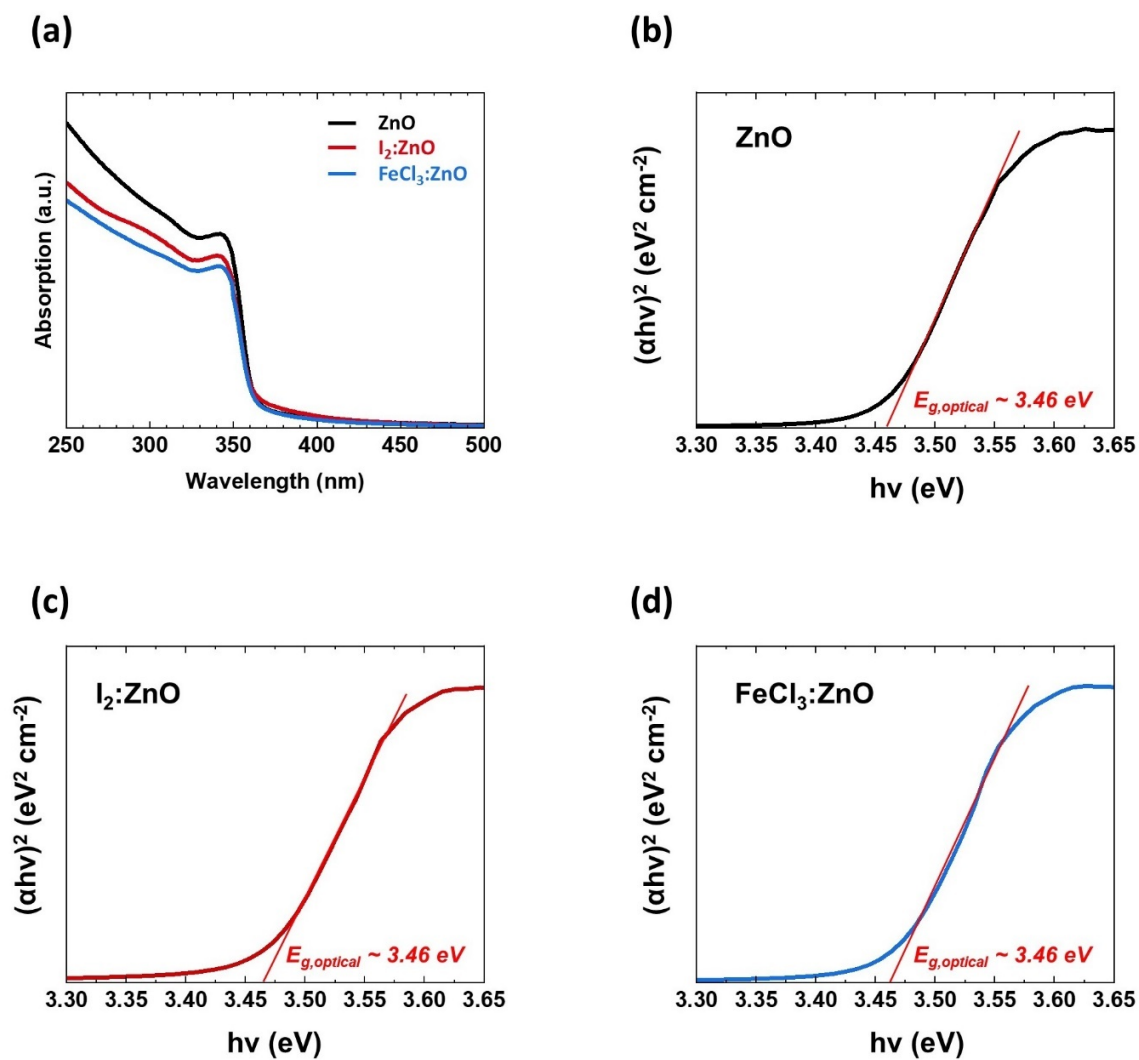 (a)
ZnO
I₂:ZnO
FeCl₃:ZnO
Absorption (a.u.)
250 300 350 400 450 500
Wavelength (nm)
(b)
ZnO
(αhv)² (eV² cm⁻²)
E g,optical ~ 3.46 eV
3.30 3.35 3.40 3.45 3.50 3.55 3.60 3.65
hv (eV)
(c)
I₂:ZnO
(αhv)² (eV² cm⁻²)
E g,optical ~ 3.46 eV
3.30 3.35 3.40 3.45 3.50 3.55 3.60 3.65
hv (eV)
(d)
FeCl₃:ZnO
(αhv)² (eV² cm⁻²)
E g,optical ~ 3.46 eV
3.30 3.35 3.40 3.45 3.50 3.55 3.60 3.65
hv (eV)